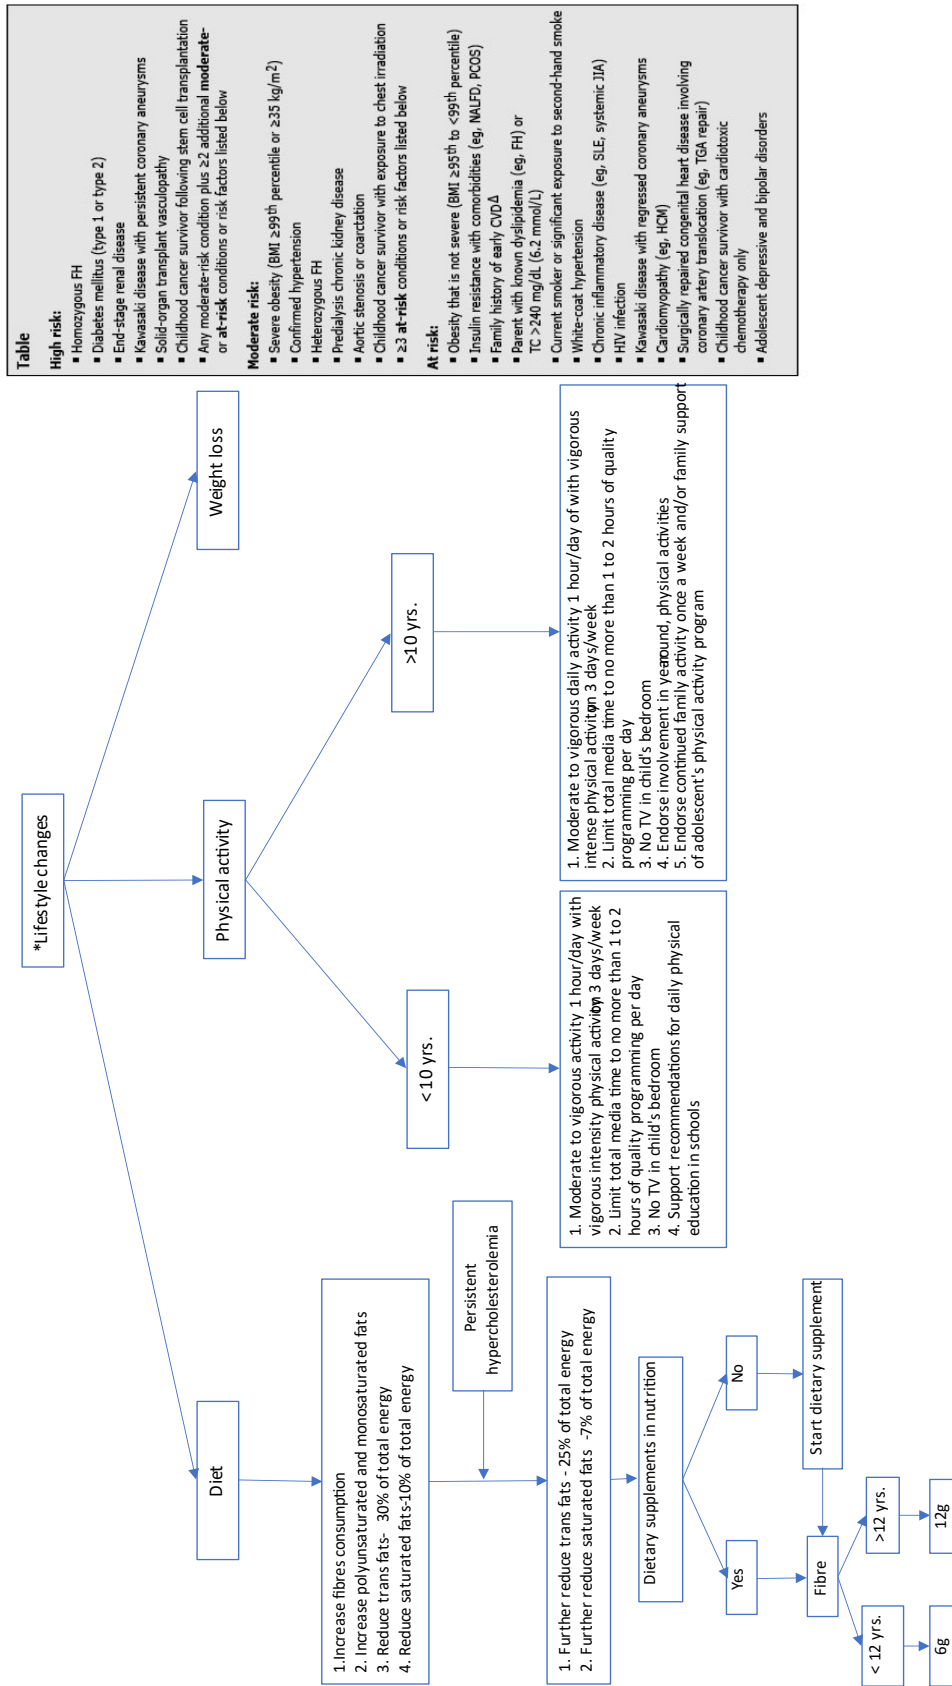 *Lifestyle changes
Diet
Physical activity
Weight loss
1.Increase fibres consumption
2. Increase polyunsaturated and monosaturated fats
3. Reduce trans fats- 30% of total energy
4. Reduce saturated fats-10% of total energy
Persistent
hypercholesterolemia
1. Further reduce trans fats - 25% of total energy
2. Further reduce saturated fats -7% of total energy
Dietary supplements in nutrition
Yes
No
Start dietary supplement
Fibre
< 12 yrs.
>12 yrs.
6g
12g
<10 yrs.
>10 yrs.
1. Moderate to vigorous activity 1 hour/day with
vigorous intensity physical activity on 3 days/week
2. Limit total media time to no more than 1 to 2
hours of quality programming per day
3. No TV in child's bedroom
4. Support recommendations for daily physical
education in schools
1. Moderate to vigorous daily activity 1 hour/day of with vigorous
intense physical activity on 3 days/week
2. Limit total media time to no more than 1 to 2 hours of quality
programming per day
3. No TV in child's bedroom
4. Endorse involvement in year-round, physical activities
5. Endorse continued family activity once a week and/or family support
of adolescent's physical activity program
Table
High risk:
▪ Homozygous FH
▪ Diabetes mellitus (type 1 or type 2)
▪ End-stage renal disease
▪ Kawasaki disease with persistent coronary aneurysms
▪ Solid-organ transplant vasculopathy
▪ Childhood cancer survivor following stem cell transplantation
▪ Any moderate-risk condition plus ≥2 additional moderate-
or at-risk conditions or risk factors listed below
Moderate risk:
▪ Severe obesity (BMI ≥99th percentile or ≥35 kg/m²)
▪ Confirmed hypertension
▪ Heterozygous FH
▪ Predialysis chronic kidney disease
▪ Aortic stenosis or coarctation
▪ Childhood cancer survivor with exposure to chest irradiation
▪ ≥3 at-risk conditions or risk factors listed below
At risk:
▪ Obesity that is not severe (BMI ≥95th to <99th percentile)
▪ Insulin resistance with comorbidities (eg, NALFD, PCOS)
▪ Family history of early CVDΔ
▪ Parent with known dyslipidemia (eg, FH) or
TC >240 mg/dL (6.2 mmol/L)
▪ Current smoker or significant exposure to second-hand smoke
▪ White-coat hypertension
▪ Chronic inflammatory disease (eg, SLE, systemic JIA)
▪ HIV infection
▪ Kawasaki disease with regressed coronary aneurysms
▪ Cardiomyopathy (eg, HCM)
▪ Surgically repaired congenital heart disease involving
coronary artery translocation (eg, TGA repair)
▪ Childhood cancer survivor with cardiotoxic
chemotherapy only
▪ Adolescent depressive and bipolar disorders